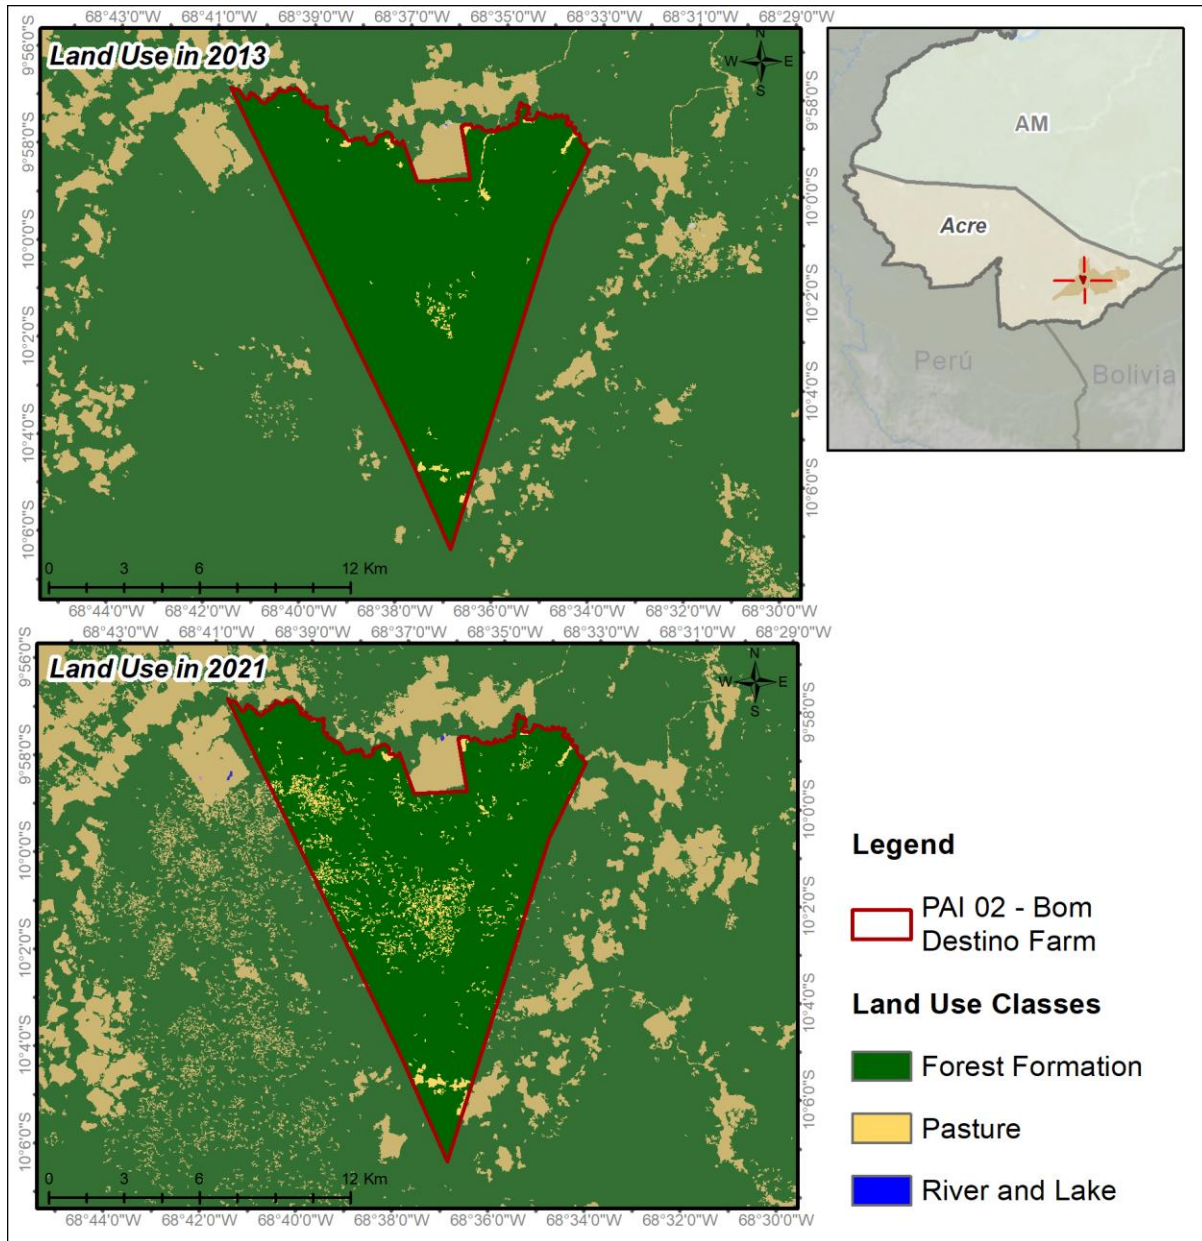 68°43'0"W 68°41'0"W 68°39'0"W 68°37'0"W 68°35'0"W 68°33'0"W 68°31'0"W 68°29'0"W
Land Use in 2013
N
W E
S
9°56'0"S
9°58'0"S
10°0'0"S
10°2'0"S
10°4'0"S
10°6'0"S
9°58'0"S
10°0'0"S
10°2'0"S
10°4'0"S
10°6'0"S
0 3 6 12 Km
68°44'0"W 68°42'0"W 68°40'0"W 68°38'0"W 68°36'0"W 68°34'0"W 68°32'0"W 68°30'0"W
AM
Acre
Perú
Bolivia
68°43'0"W 68°41'0"W 68°39'0"W 68°37'0"W 68°35'0"W 68°33'0"W 68°31'0"W 68°29'0"W
Land Use in 2021
N
W E
S
9°56'0"S
9°58'0"S
10°0'0"S
10°2'0"S
10°4'0"S
10°6'0"S
9°58'0"S
10°0'0"S
10°2'0"S
10°4'0"S
10°6'0"S
0 3 6 12 Km
68°44'0"W 68°42'0"W 68°40'0"W 68°38'0"W 68°36'0"W 68°34'0"W 68°32'0"W 68°30'0"W
Legend
PAI 02 - Bom
Destino Farm
Land Use Classes
Forest Formation
Pasture
River and Lake